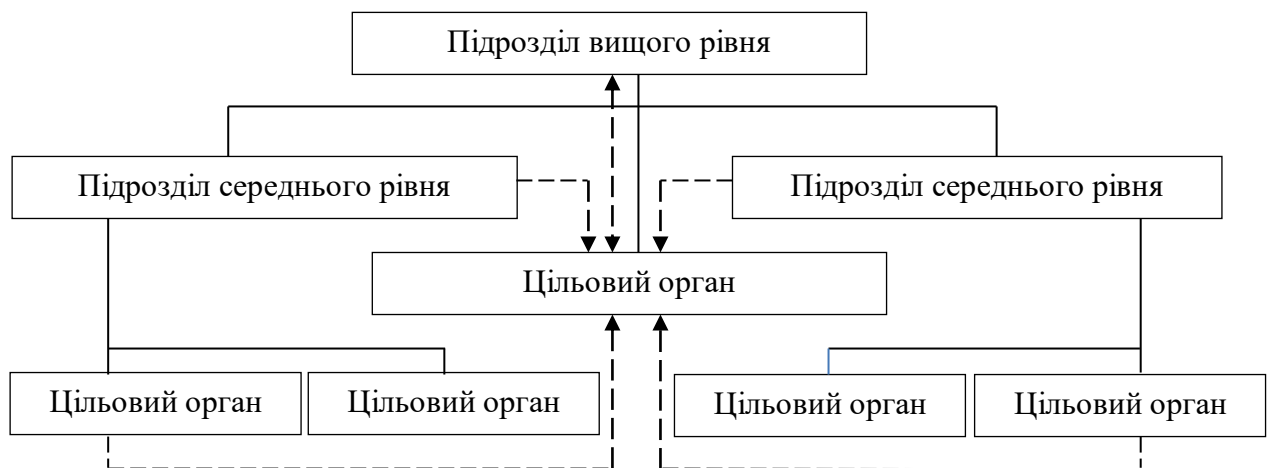 Підрозділ вищого рівня
Підрозділ середнього рівня
Підрозділ середнього рівня
Цільовий орган
Цільовий орган
Цільовий орган
Цільовий орган
Цільовий орган